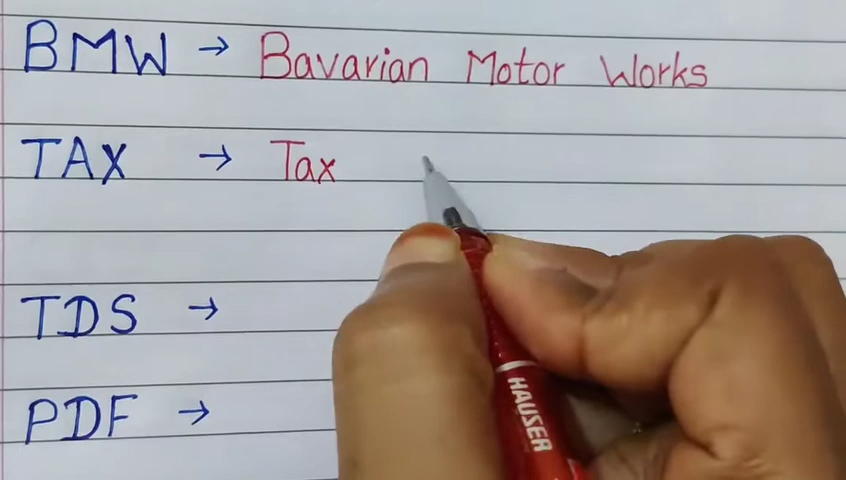 BMW → Bavarian Motor Works
TAX → Tax
TDS →
PDF →
HAUSER